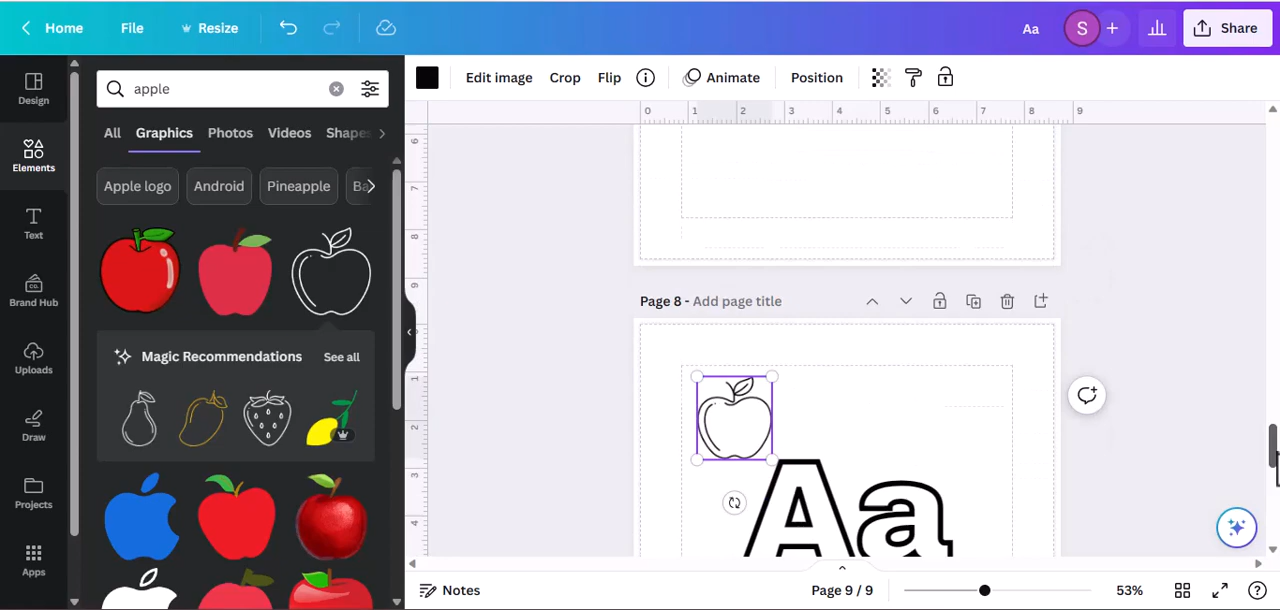 Home File Resize Aa S Share
Design
Elements
Text
Brand Hub
Uploads
Draw
Projects
Apps
apple
All Graphics Photos Videos Shapes
Apple logo Android Pineapple Ba
Magic Recommendations See all
Edit image Crop Flip Animate Position
0 1 2 3 4 5 6 7 8 9
6
7
8
9
1
2
3
4
Page 8 - Add page title
Aa
Notes Page 9 / 9 53%